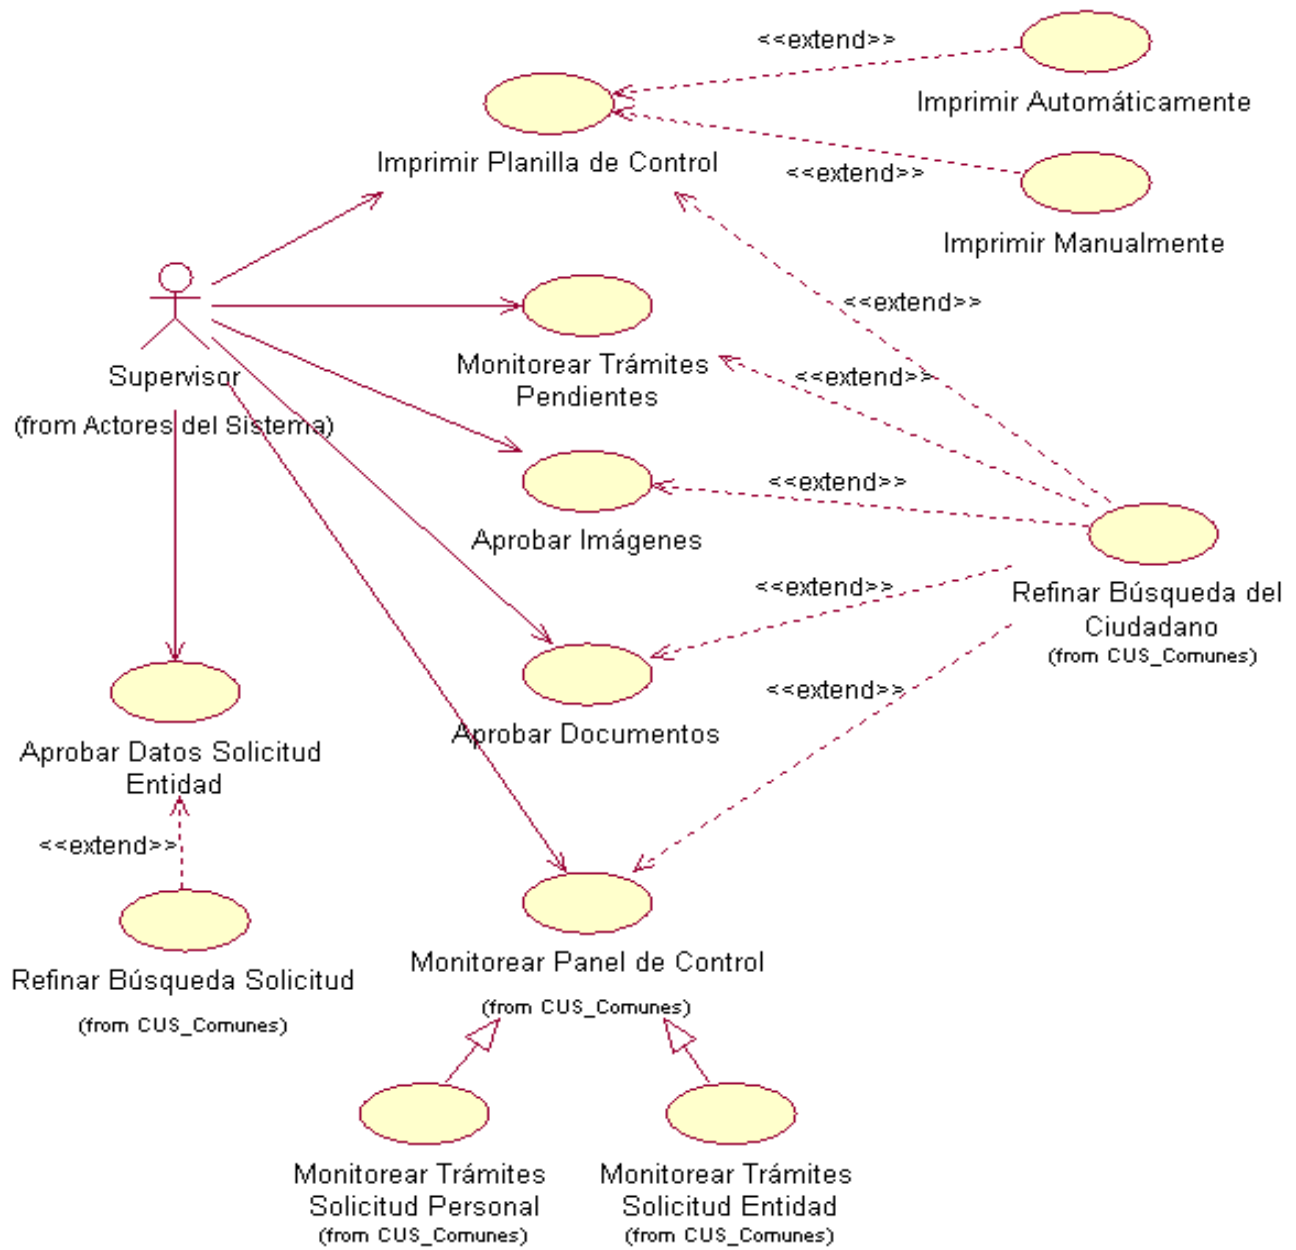 <<extend>>
Imprimir Automáticamente
Imprimir Planilla de Control
<<extend>>
Imprimir Manualmente
<<extend>>
Supervisor
(from Actores del Sistema)
Monitorear Trámites
Pendientes
<<extend>>
<<extend>>
Aprobar Imágenes
<<extend>>
Refinar Búsqueda del
Ciudadano
(from CUS_Comunes)
<<extend>>
Aprobar Documentos
Aprobar Datos Solicitud
Entidad
<<extend>>
Refinar Búsqueda Solicitud
(from CUS_Comunes)
Monitorear Panel de Control
(from CUS_Comunes)
Monitorear Trámites
Solicitud Personal
(from CUS_Comunes)
Monitorear Trámites
Solicitud Entidad
(from CUS_Comunes)